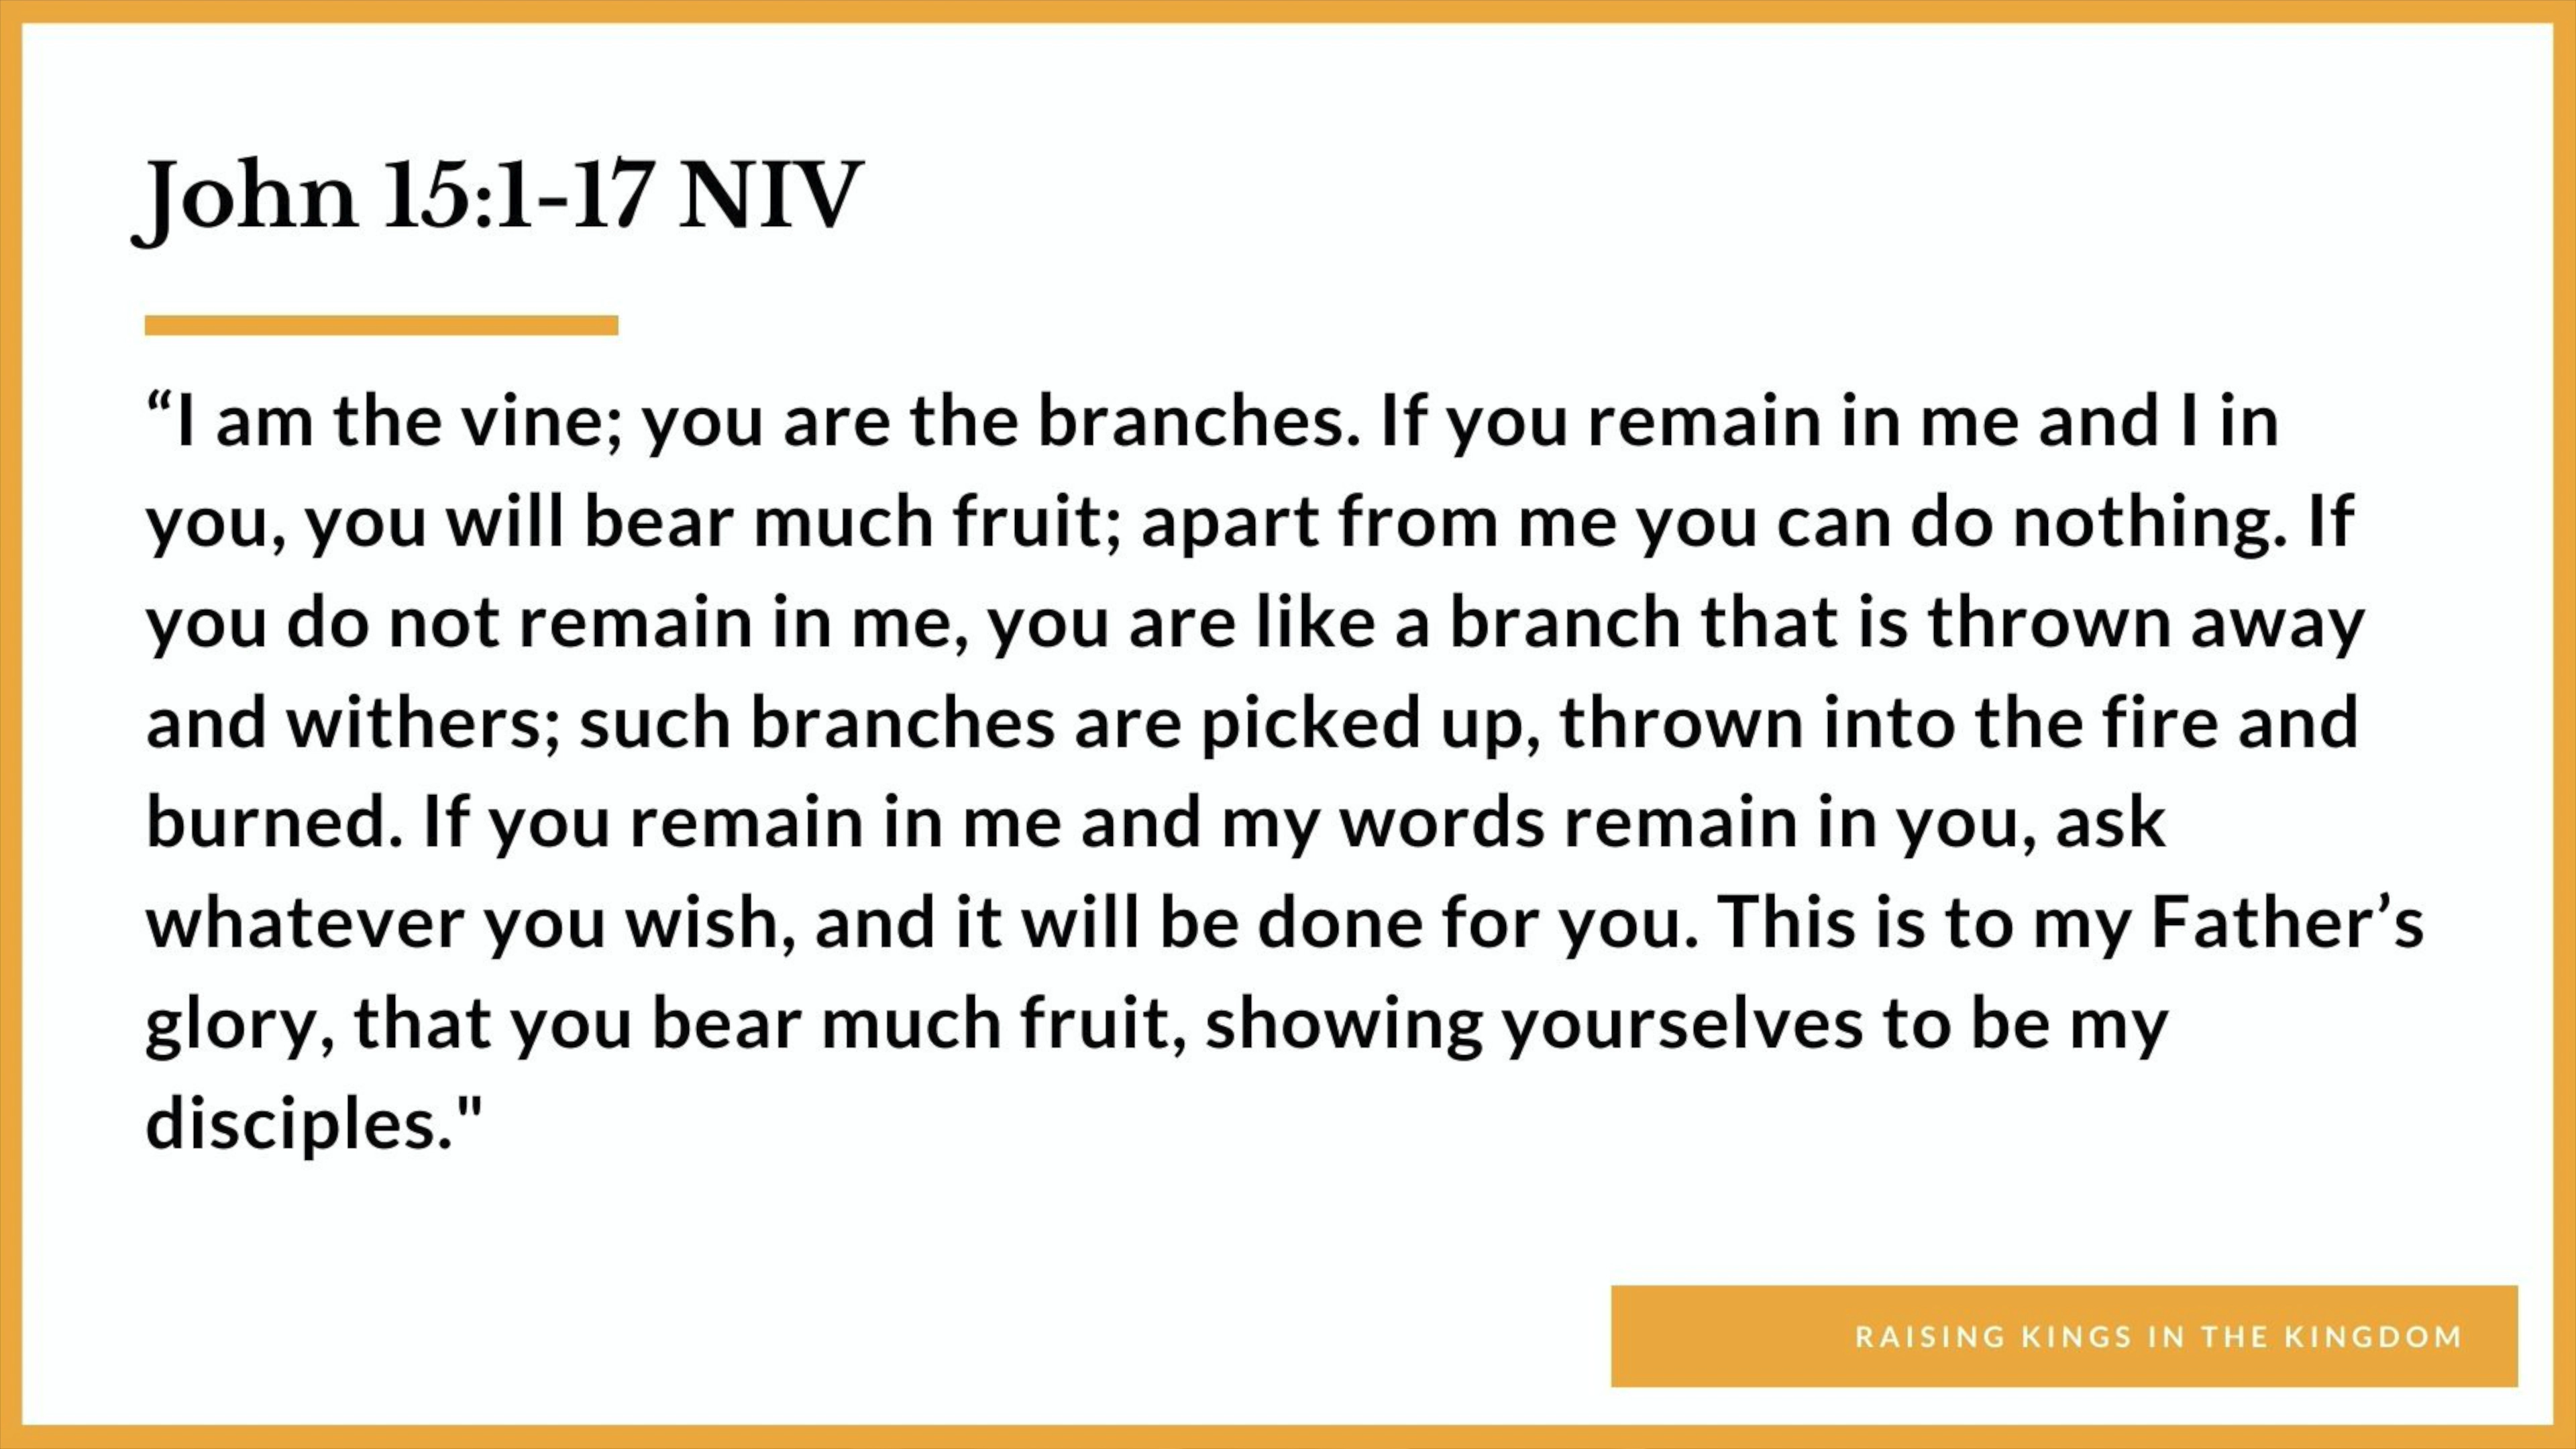 John 15:1-17 NIV
“I am the vine; you are the branches. If you remain in me and I in
you, you will bear much fruit; apart from me you can do nothing. If
you do not remain in me, you are like a branch that is thrown away
and withers; such branches are picked up, thrown into the fire and
burned. If you remain in me and my words remain in you, ask
whatever you wish, and it will be done for you. This is to my Father’s
glory, that you bear much fruit, showing yourselves to be my
disciples."
RAISING KINGS IN THE KINGDOM